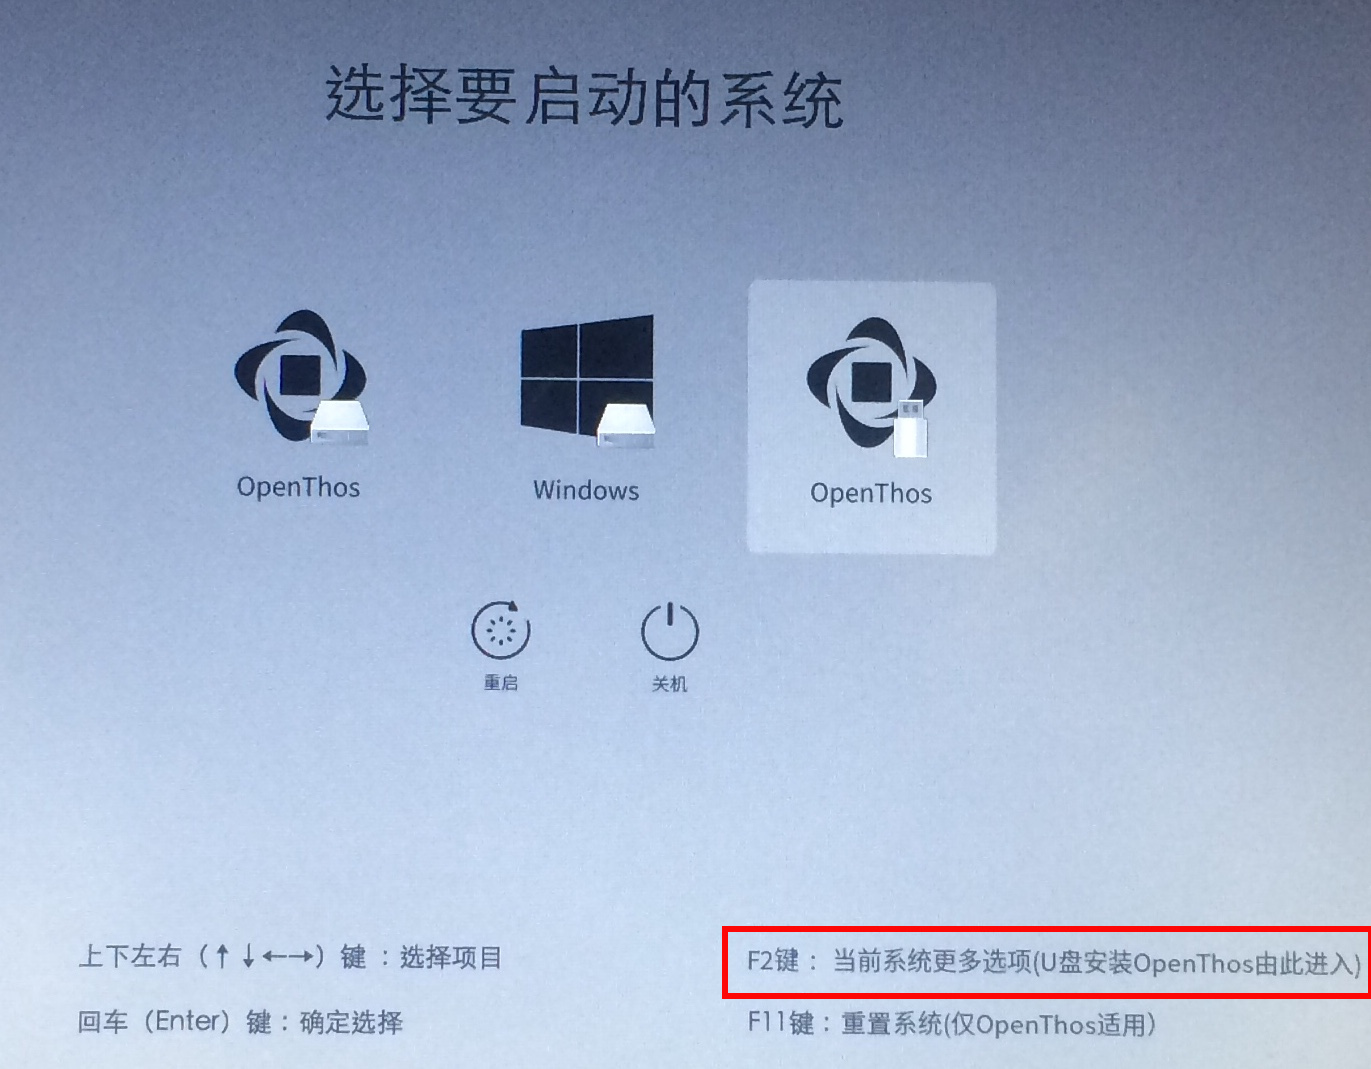 选择要启动的系统
OpenThos
Windows
OpenThos
重启
关机
上下左右（↑↓←→）键：选择项目
F2键：当前系统更多选项(U盘安装OpenThos由此进入)
回车（Enter）键：确定选择
F11键：重置系统(仅OpenThos适用）